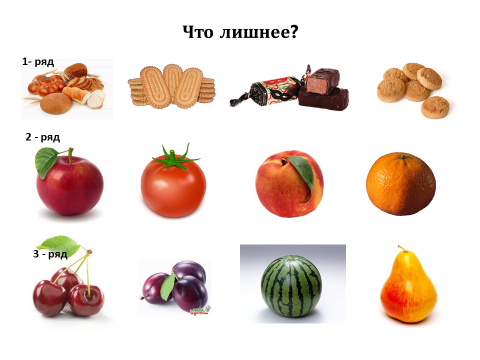 Что лишнее?
1- ряд
2 - ряд
3 - ряд